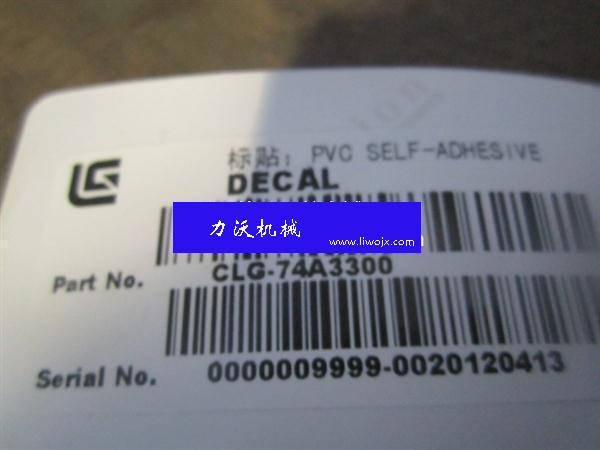 标贴: PVC SELF-ADHESIVE
DECAL
力沃机械
www.liwojx.com
Part No.
CLG-74A3300
Serial No.
0000009999-0020120413